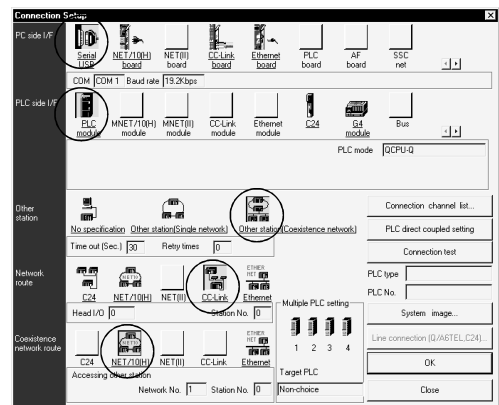 Connection Setup
PC side I/F
Serial USB
NET/10(H) board
NET(II) board
CC-Link board
Ethernet board
PLC board
AF board
SSC net
COM COM 1 Baud rate 19.2Kbps
PLC side I/F
PLC module
MNET/10(H) module
MNET(II) module
CC-Link module
Ethernet module
C24
G4 module
Bus
PLC mode QCPU-Q
Other station
No specification
Other station(Single network)
Other station(Coexistence network)
Time out (Sec.) 30 Retry times 0
Connection channel list...
PLC direct coupled setting
Connection test
Network route
C24
NET/10(H)
NET(II)
CC-Link
ETHER NET
Ethernet
Head I/O 0 Station No. 0
PLC type
PLC No.
Multiple PLC setting
1 2 3 4
Target PLC
Non-choice
System image...
Line connection (Q/A6TEL,C24)...
OK
Close
Coexistence network route
C24
NET/10
NET/10(H)
NET(II)
CC-Link
ETHER NET
Ethernet
Accessing other station
Network No. 1 Station No. 0